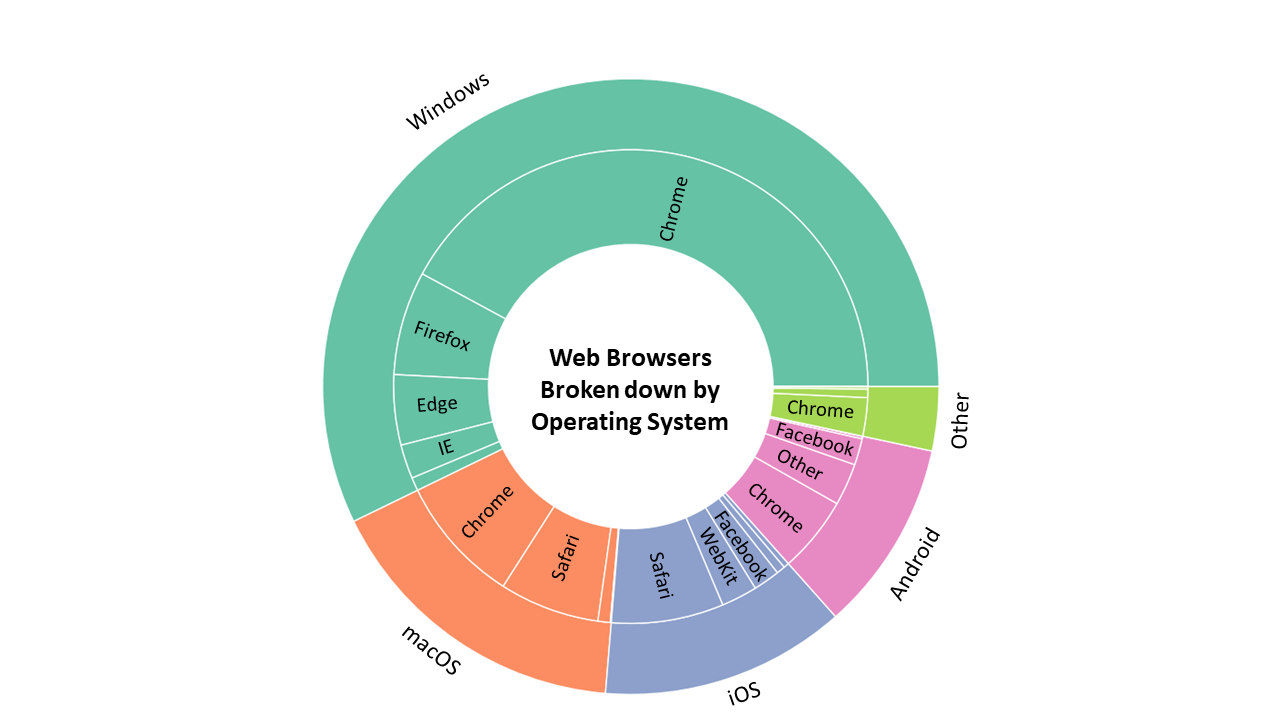 Windows
Chrome
Firefox
Edge
IE
Web Browsers
Broken down by
Operating System
Chrome
Other
Facebook
Other
Chrome
Android
Chrome
Safari
macOS
Safari
WebKit
Facebook
iOS